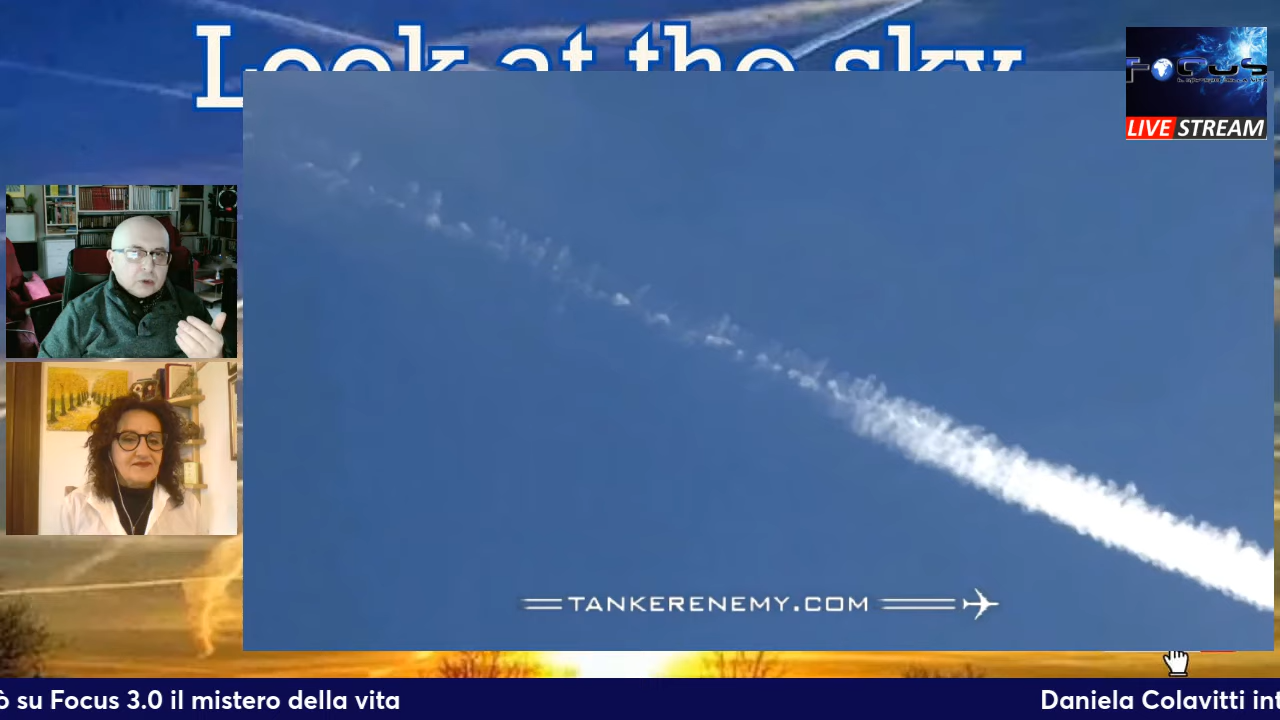 Look at the sky
FOCUS
LIVE STREAM
TANKERENEMY.COM
ò su Focus 3.0 il mistero della vita
Daniela Colavitti int